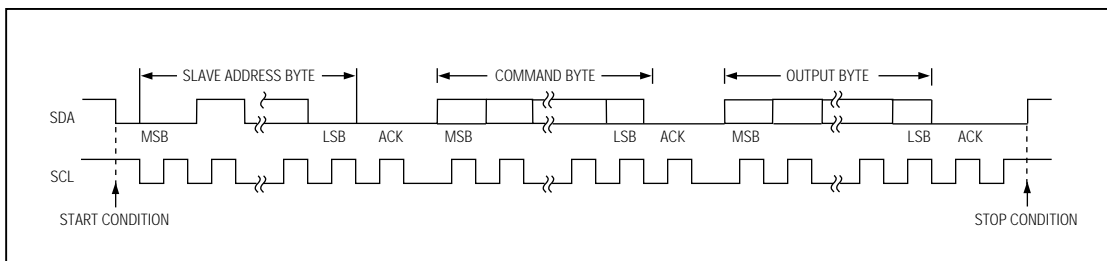 SLAVE ADDRESS BYTE COMMAND BYTE OUTPUT BYTE
SDA
MSB LSB ACK MSB LSB ACK MSB LSB ACK
SCL
START CONDITION STOP CONDITION